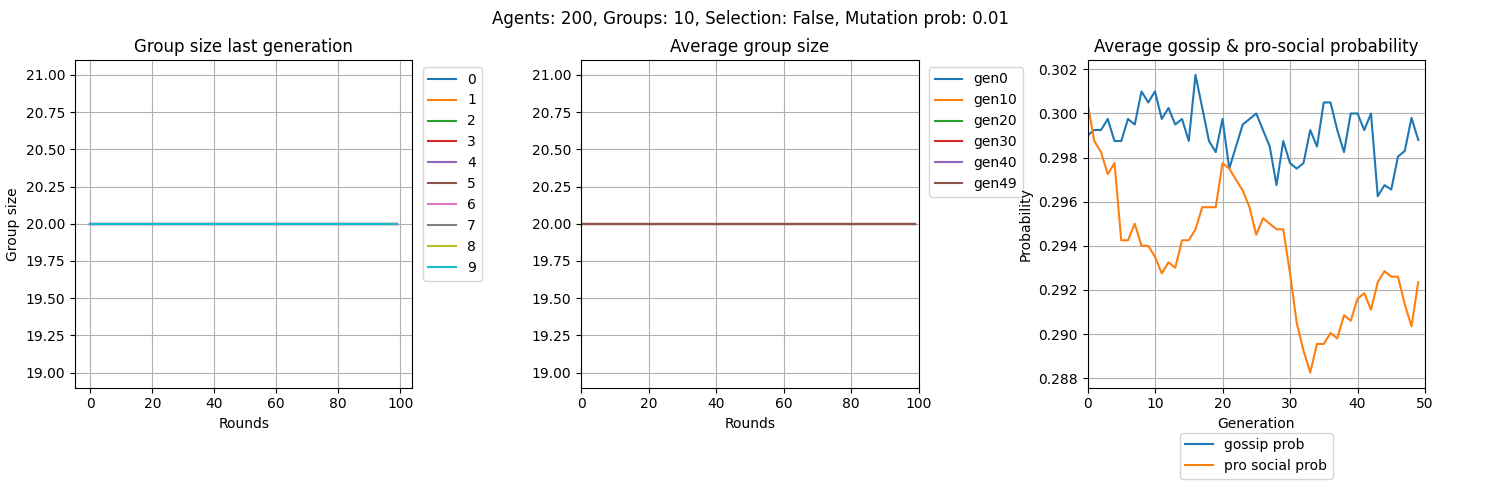 Agents: 200, Groups: 10, Selection: False, Mutation prob: 0.01
Group size last generation
Group size
21.00
20.75
20.50
20.25
20.00
19.75
19.50
19.25
19.00
0 20 40 60 80 100
Rounds
0
1
2
3
4
5
6
7
8
9
Average group size
21.00
20.75
20.50
20.25
20.00
19.75
19.50
19.25
19.00
0 20 40 60 80 100
Rounds
gen0
gen10
gen20
gen30
gen40
gen49
Average gossip & pro-social probability
Probability
0.302
0.300
0.298
0.296
0.294
0.292
0.290
0.288
0 10 20 30 40 50
Generation
gossip prob
pro social prob